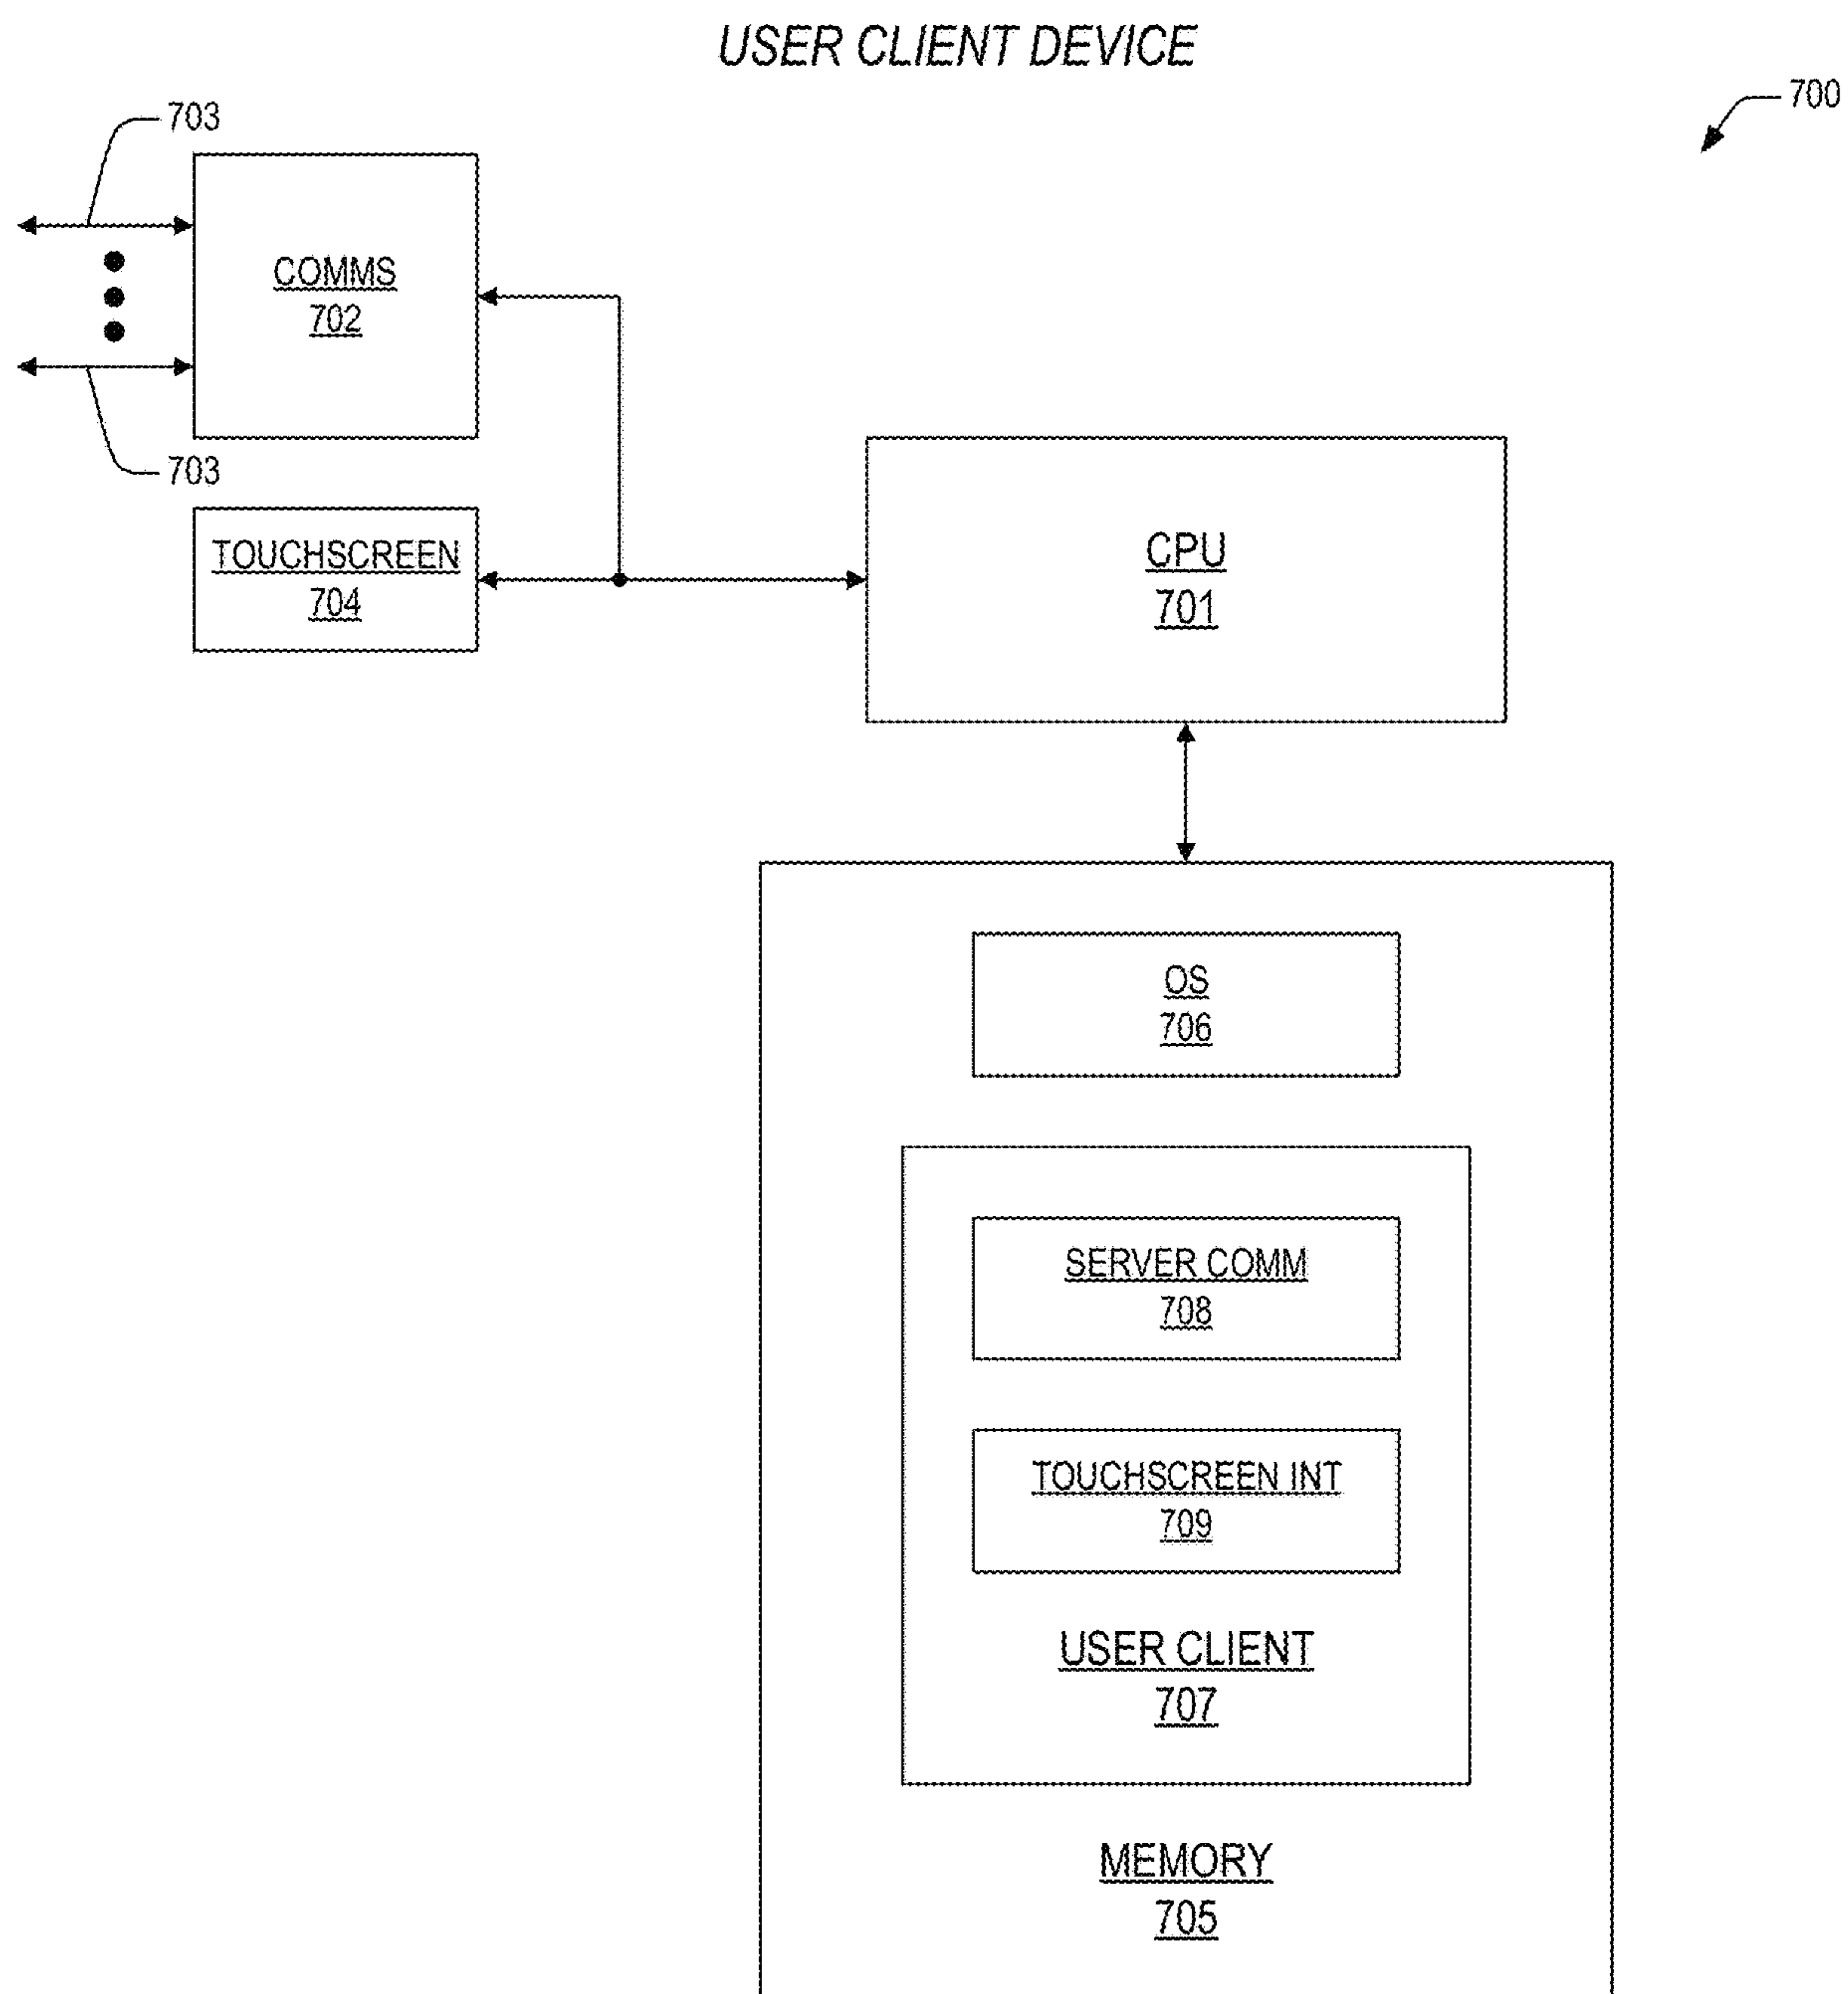 USER CLIENT DEVICE
700
703
COMMS
702
703
TOUCHSCREEN
704
CPU
701
OS
706
SERVER COMM
708
TOUCHSCREEN INT
709
USER CLIENT
707
MEMORY
705